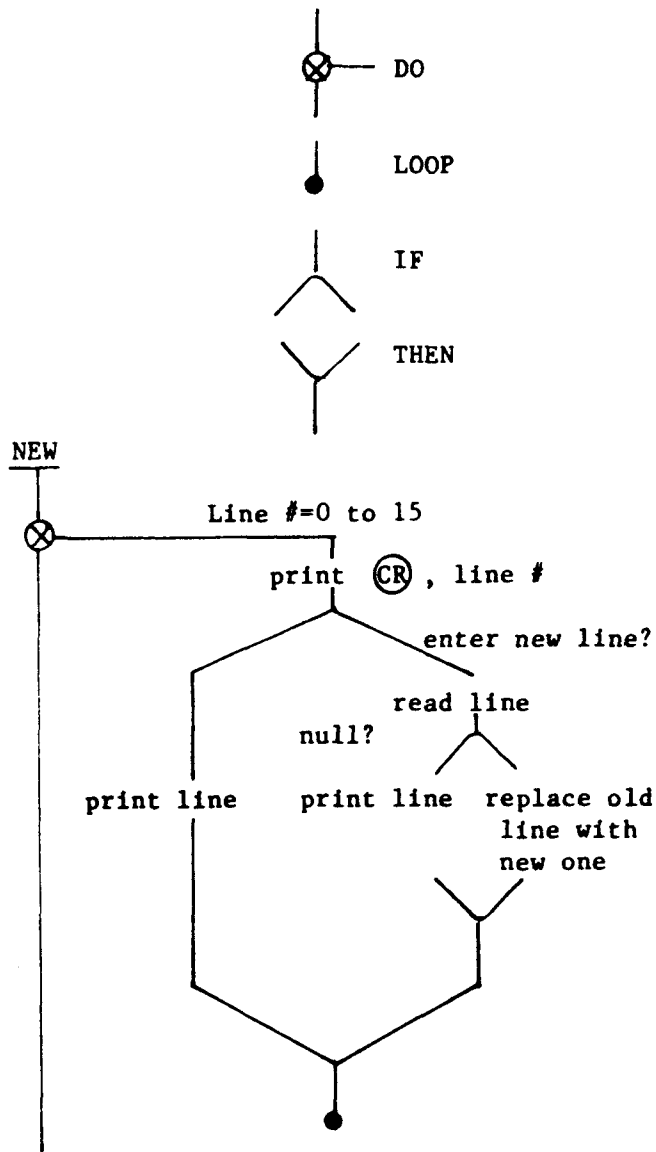 DO
LOOP
IF
THEN
NEW
Line #=0 to 15
print CR , line #
enter new line?
read line
null?
print line
print line
replace old
line with
new one